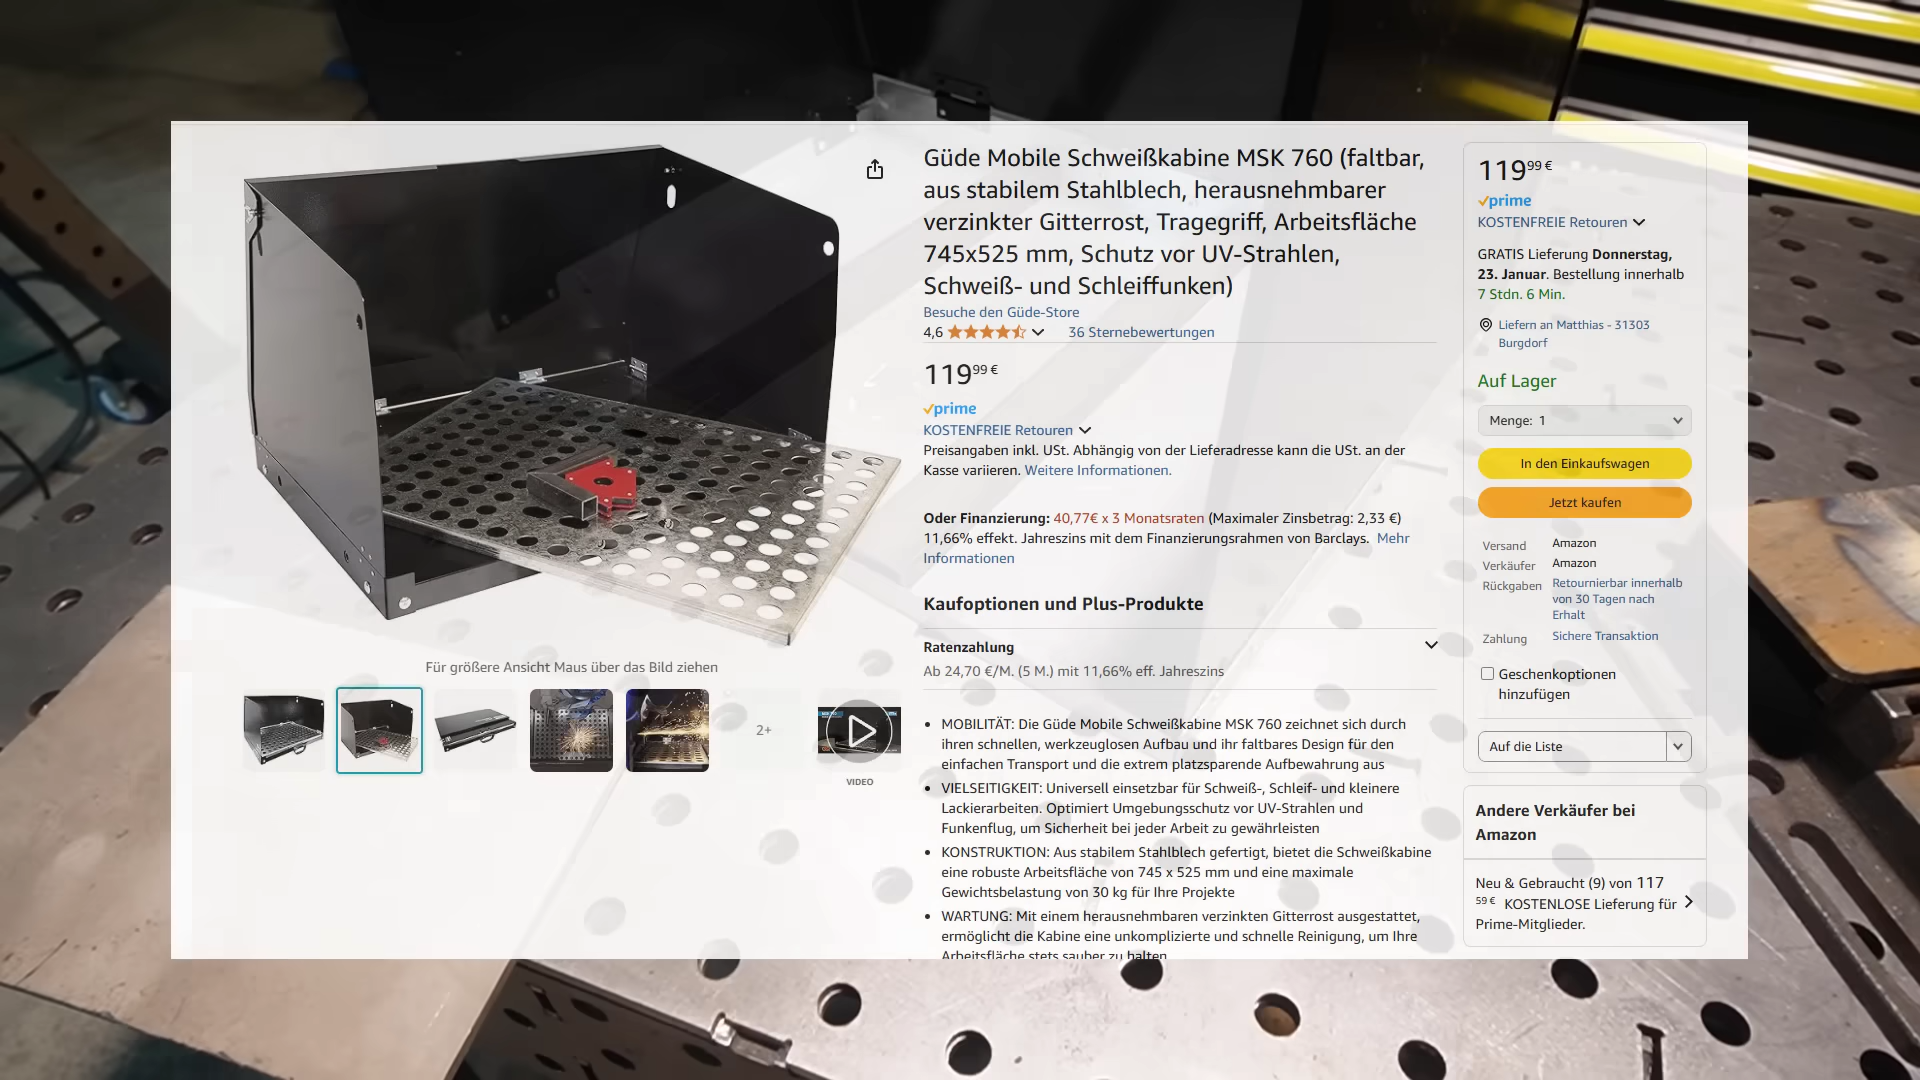 Güde Mobile Schweißkabine MSK 760 (faltbar,
aus stabilem Stahlblech, herausnehmbarer
verzinkter Gitterrost, Tragegriff, Arbeitsfläche
745x525 mm, Schutz vor UV-Strahlen,
Schweiß- und Schleiffunken)
Besuche den Güde-Store
4,6
36 Sternebewertungen
119 99 €
prime
KOSTENFREIE Retouren
Preisangaben inkl. USt. Abhängig von der Lieferadresse kann die USt. an der
Kasse variieren. Weitere Informationen.
Oder Finanzierung: 40,77€ x 3 Monatsraten (Maximaler Zinsbetrag: 2,33 €)
11,66% effekt. Jahreszins mit dem Finanzierungsrahmen von Barclays. Mehr
Informationen
Kaufoptionen und Plus-Produkte
Ratenzahlung
Ab 24,70 €/M. (5 M.) mit 11,66% eff. Jahreszins
• MOBILITÄT: Die Güde Mobile Schweißkabine MSK 760 zeichnet sich durch
ihren schnellen, werkzeuglosen Aufbau und ihr faltbares Design für den
einfachen Transport und die extrem platzsparende Aufbewahrung aus
• VIELSEITIGKEIT: Universell einsetzbar für Schweiß-, Schleif- und kleinere
Lackierarbeiten. Optimiert Umgebungsschutz vor UV-Strahlen und
Funkenflug, um Sicherheit bei jeder Arbeit zu gewährleisten
• KONSTRUKTION: Aus stabilem Stahlblech gefertigt, bietet die Schweißkabine
eine robuste Arbeitsfläche von 745 x 525 mm und eine maximale
Gewichtsbelastung von 30 kg für Ihre Projekte
• WARTUNG: Mit einem herausnehmbaren verzinkten Gitterrost ausgestattet,
ermöglicht die Kabine eine unkomplizierte und schnelle Reinigung, um Ihre
Arbeitsfläche stets sauber zu halten
Für größere Ansicht Maus über das Bild ziehen
2+
VIDEO
119 99 €
prime
KOSTENFREIE Retouren
GRATIS Lieferung Donnerstag,
23. Januar. Bestellung innerhalb
7 Stdn. 6 Min.
Liefern an Matthias - 31303
Burgdorf
Auf Lager
Menge: 1
In den Einkaufswagen
Jetzt kaufen
Versand Amazon
Verkäufer Amazon
Rückgaben Retournierbar innerhalb
von 30 Tagen nach
Erhalt
Zahlung Sichere Transaktion
Geschenkoptionen
hinzufügen
Auf die Liste
Andere Verkäufer bei
Amazon
Neu & Gebraucht (9) von 117
59 € KOSTENLOSE Lieferung für
Prime-Mitglieder.